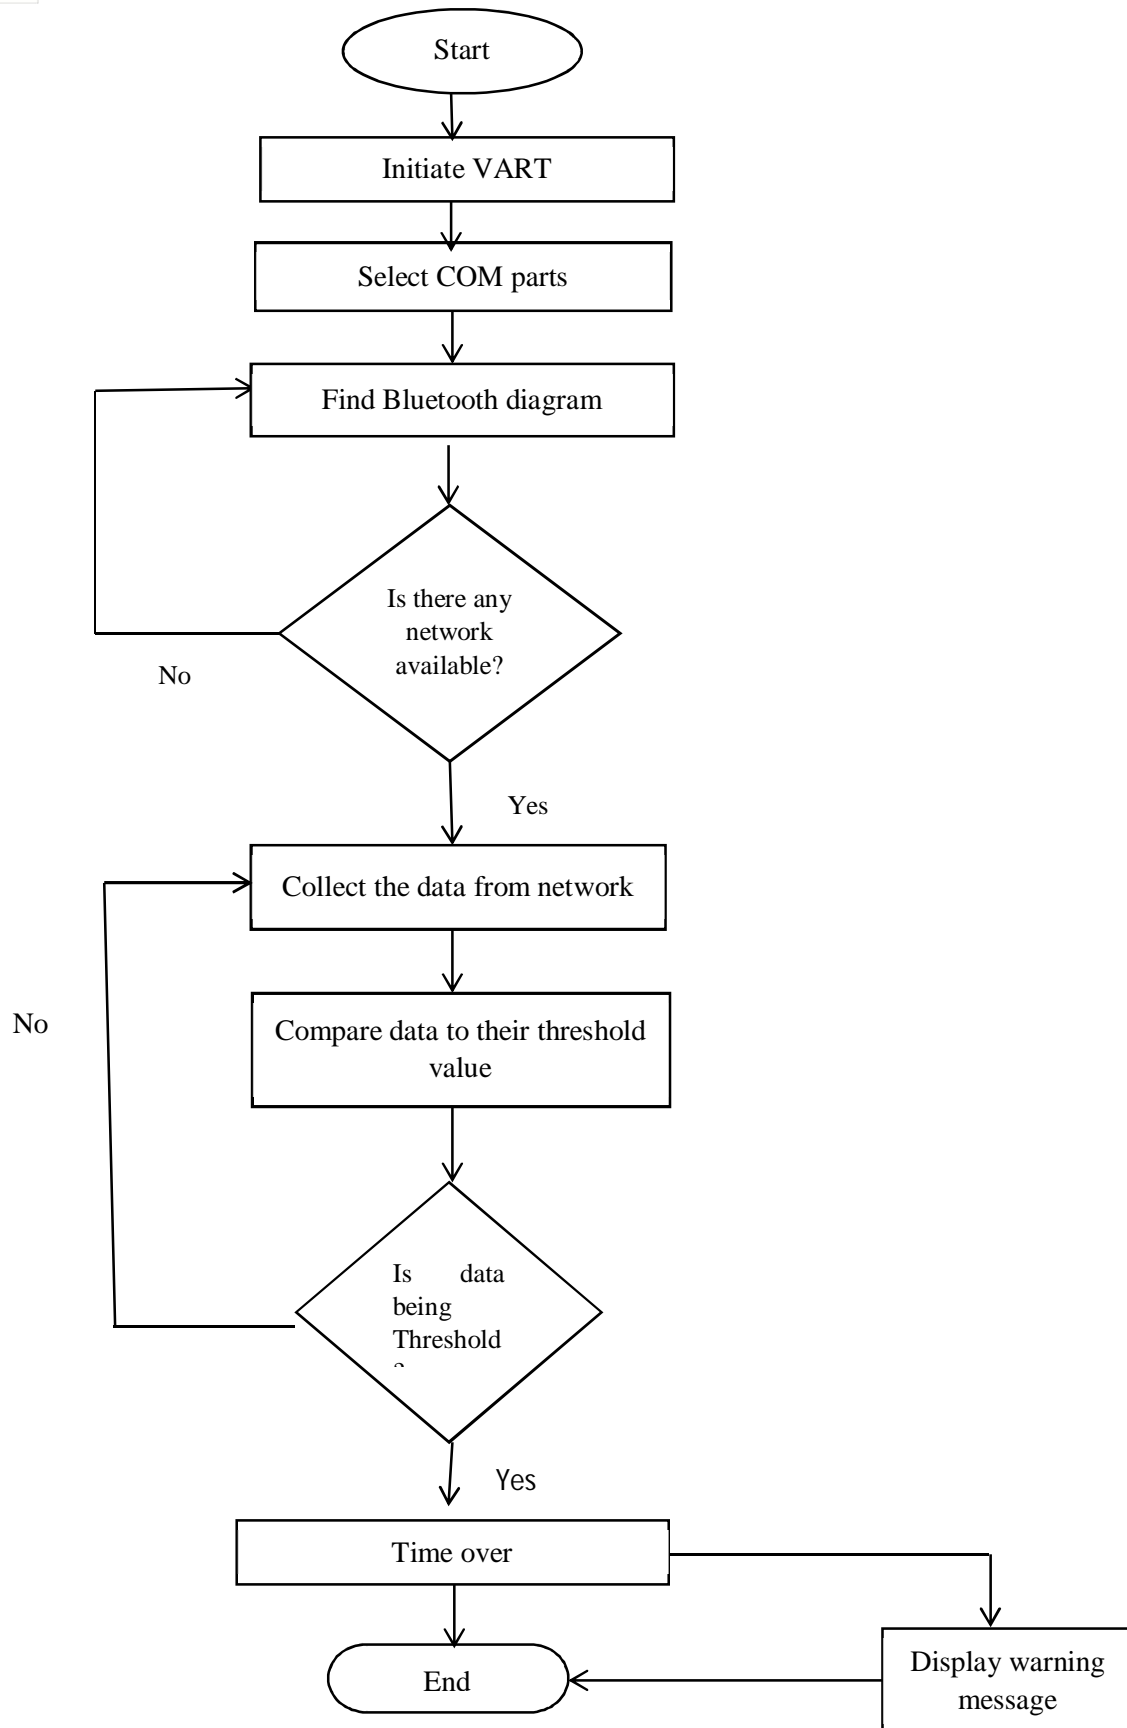 Start
Initiate VART
Select COM parts
Find Bluetooth diagram
Is there any
network
available?
No
Yes
Collect the data from network
No
Compare data to their threshold
value
Is data
being
Threshold
?
Yes
Time over
End
Display warning
message